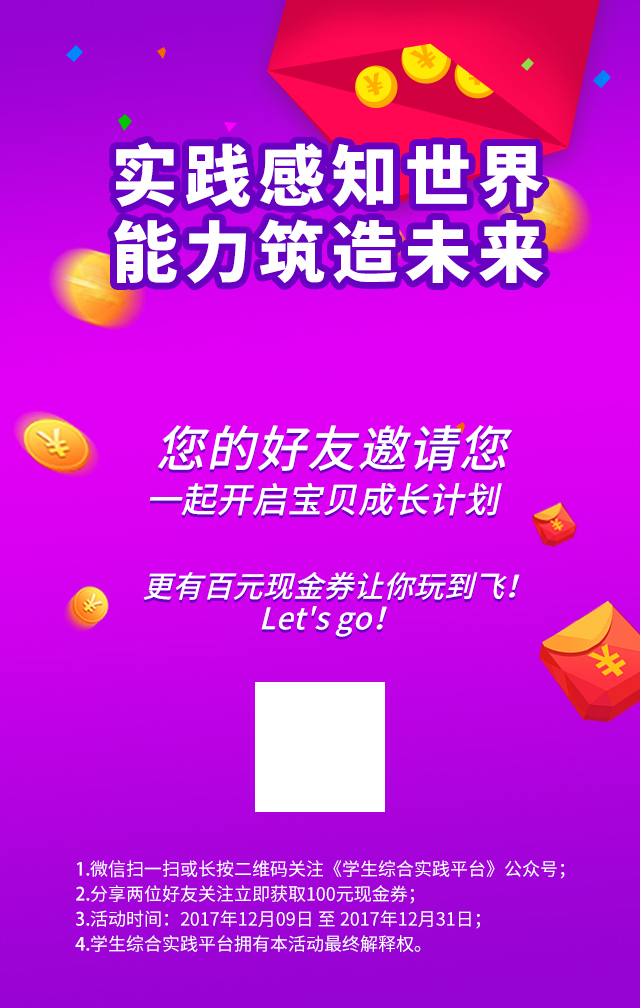 实践感知世界
能力筑造未来
您的好友邀请您
一起开启宝贝成长计划
更有百元现金券让你玩到飞！
Let's go！
1.微信扫一扫或长按二维码关注《学生综合实践平台》公众号；
2.分享两位好友关注立即获取100元现金券；
3.活动时间：2017年12月09日 至 2017年12月31日；
4.学生综合实践平台拥有本活动最终解释权。